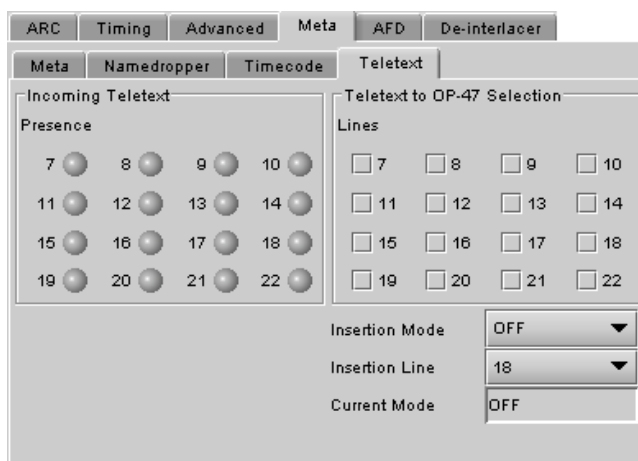 ARC Timing Advanced Meta AFD De-interlacer
Meta Namedropper Timecode Teletext
Incoming Teletext
Presence
7 8 9 10
11 12 13 14
15 16 17 18
19 20 21 22
Teletext to OP-47 Selection
Lines
7 8 9 10
11 12 13 14
15 16 17 18
19 20 21 22
Insertion Mode OFF
Insertion Line 18
Current Mode OFF